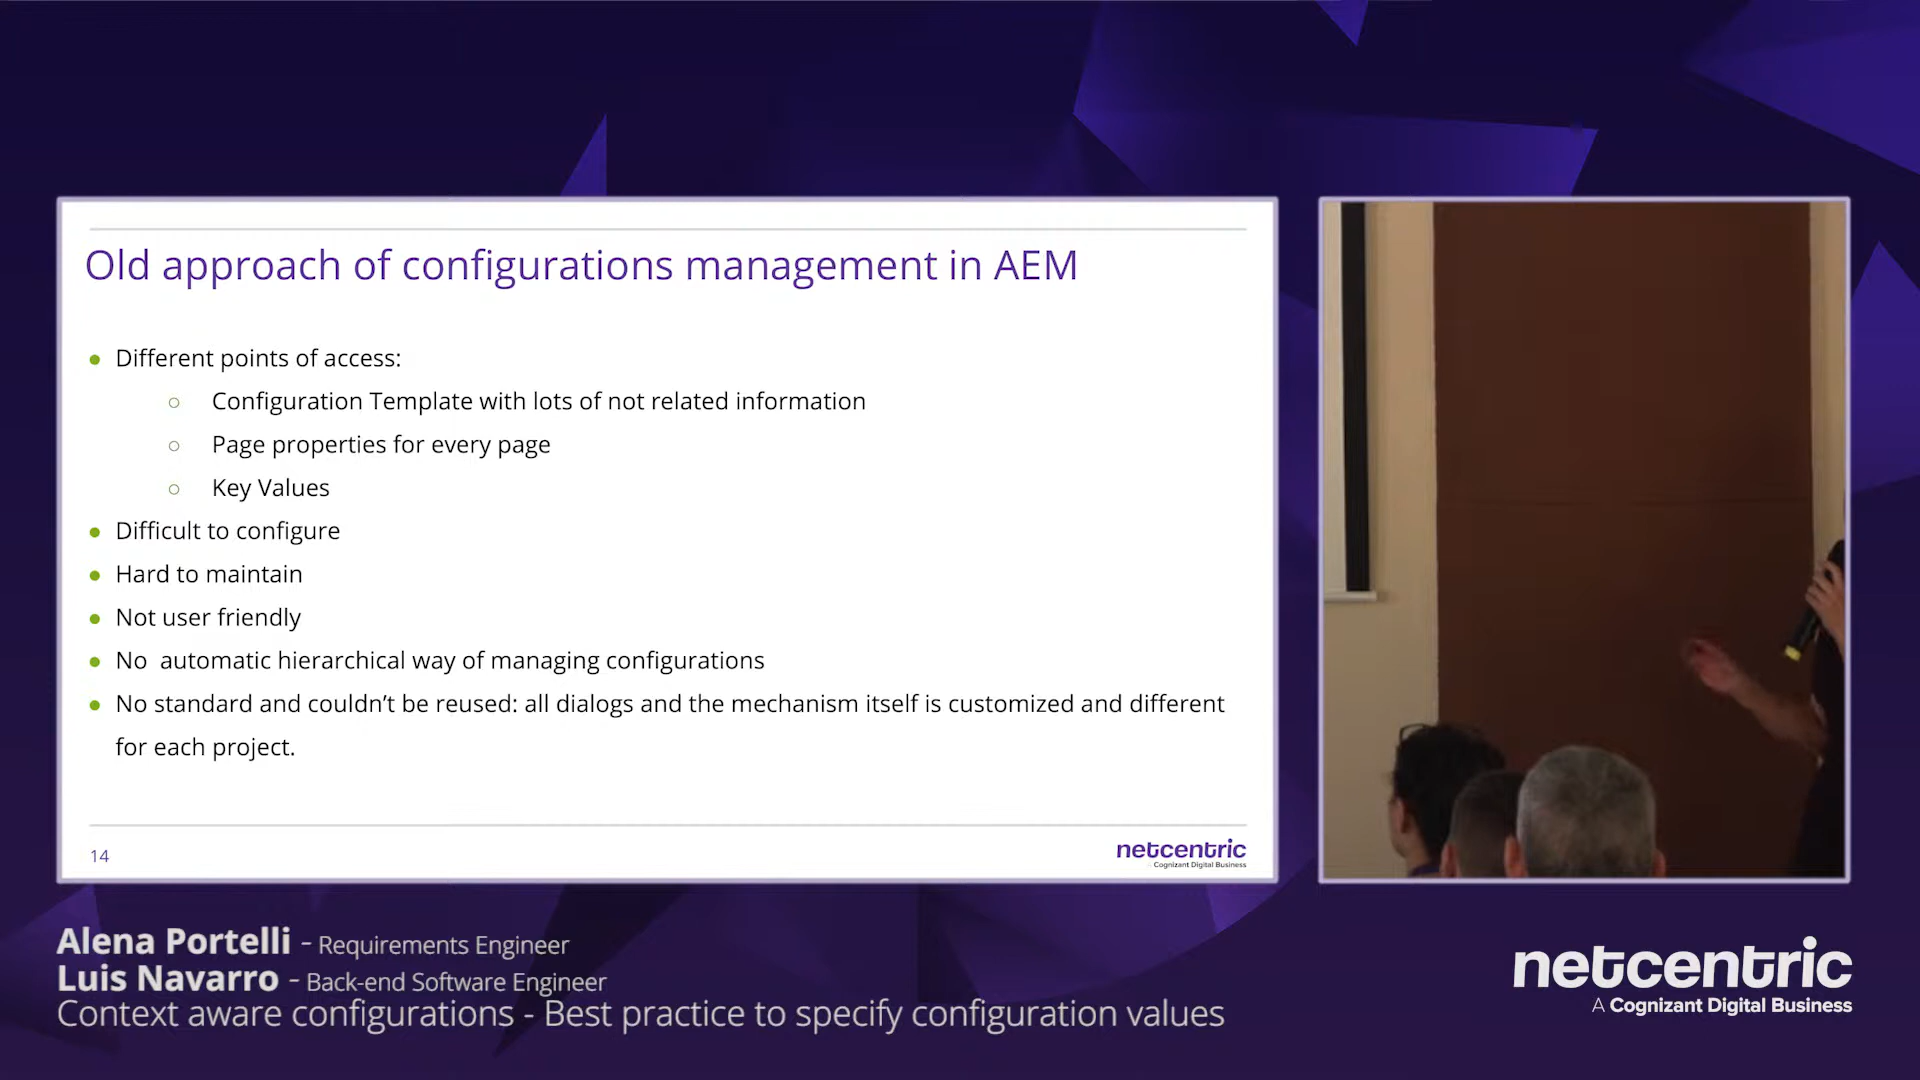 Old approach of configurations management in AEM
● Different points of access:
○ Configuration Template with lots of not related information
○ Page properties for every page
○ Key Values
● Difficult to configure
● Hard to maintain
● Not user friendly
● No  automatic hierarchical way of managing configurations
● No standard and couldn't be reused: all dialogs and the mechanism itself is customized and different
for each project.
14
netcentric
Cognizant Digital Business
Alena Portelli - Requirements Engineer
Luis Navarro - Back-end Software Engineer
Context aware configurations - Best practice to specify configuration values
netcentric
A Cognizant Digital Business